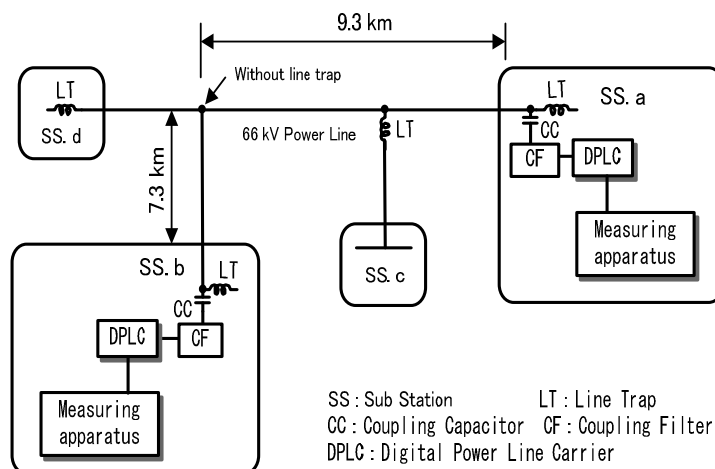 9.3 km
Without line trap
LT
SS.d
LT
SS.a
CC
CF
DPLC
Measuring
apparatus
66 kV Power Line
LT
7.3 km
SS.c
SS.b
LT
CC
DPLC
CF
Measuring
apparatus
SS : Sub Station LT : Line Trap
CC : Coupling Capacitor CF : Coupling Filter
DPLC : Digital Power Line Carrier